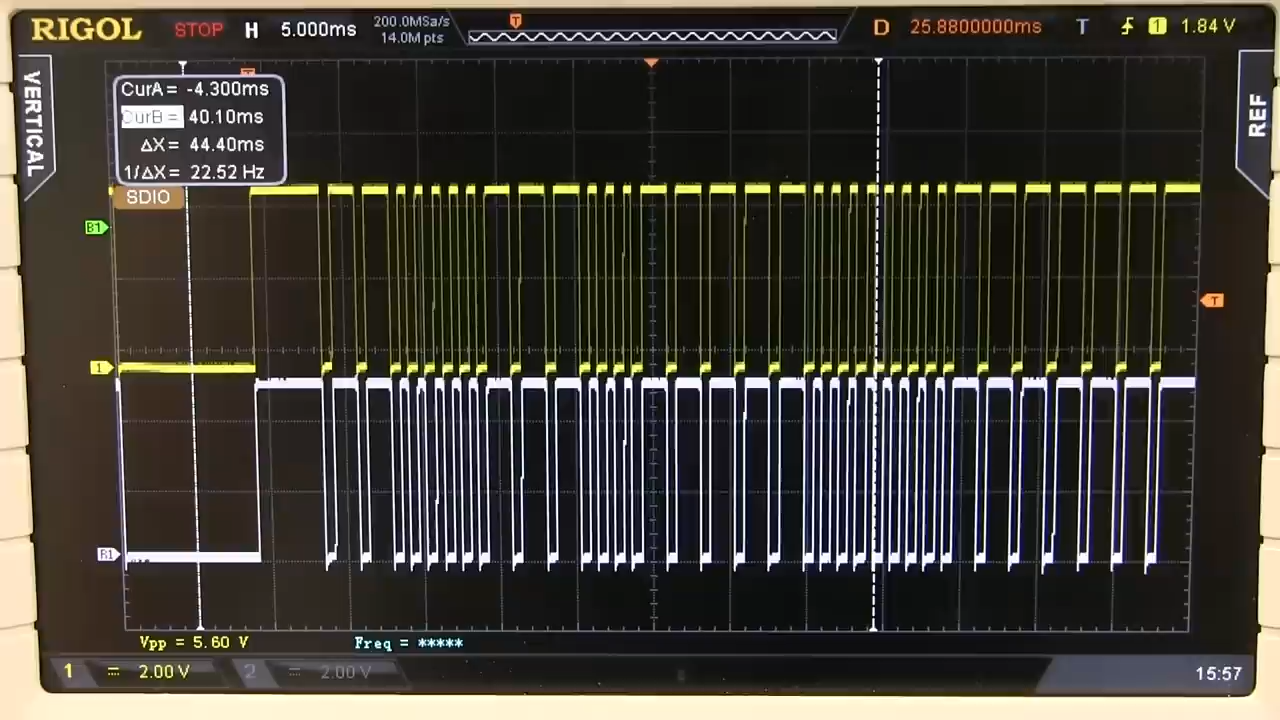 RIGOL STOP H 5.000ms 200.0MSa/s 14.0M pts T D 25.8800000ms T 1 1.84 V
VERTICAL
REF
CurA = -4.300ms
CurB = 40.10ms
ΔX = 44.40ms
1/ΔX = 22.52 Hz
SDIO
B1
T
1
R1
Vpp = 5.60 V Freq = *****
1 = 2.00 V 2 = 2.00 V 15:57